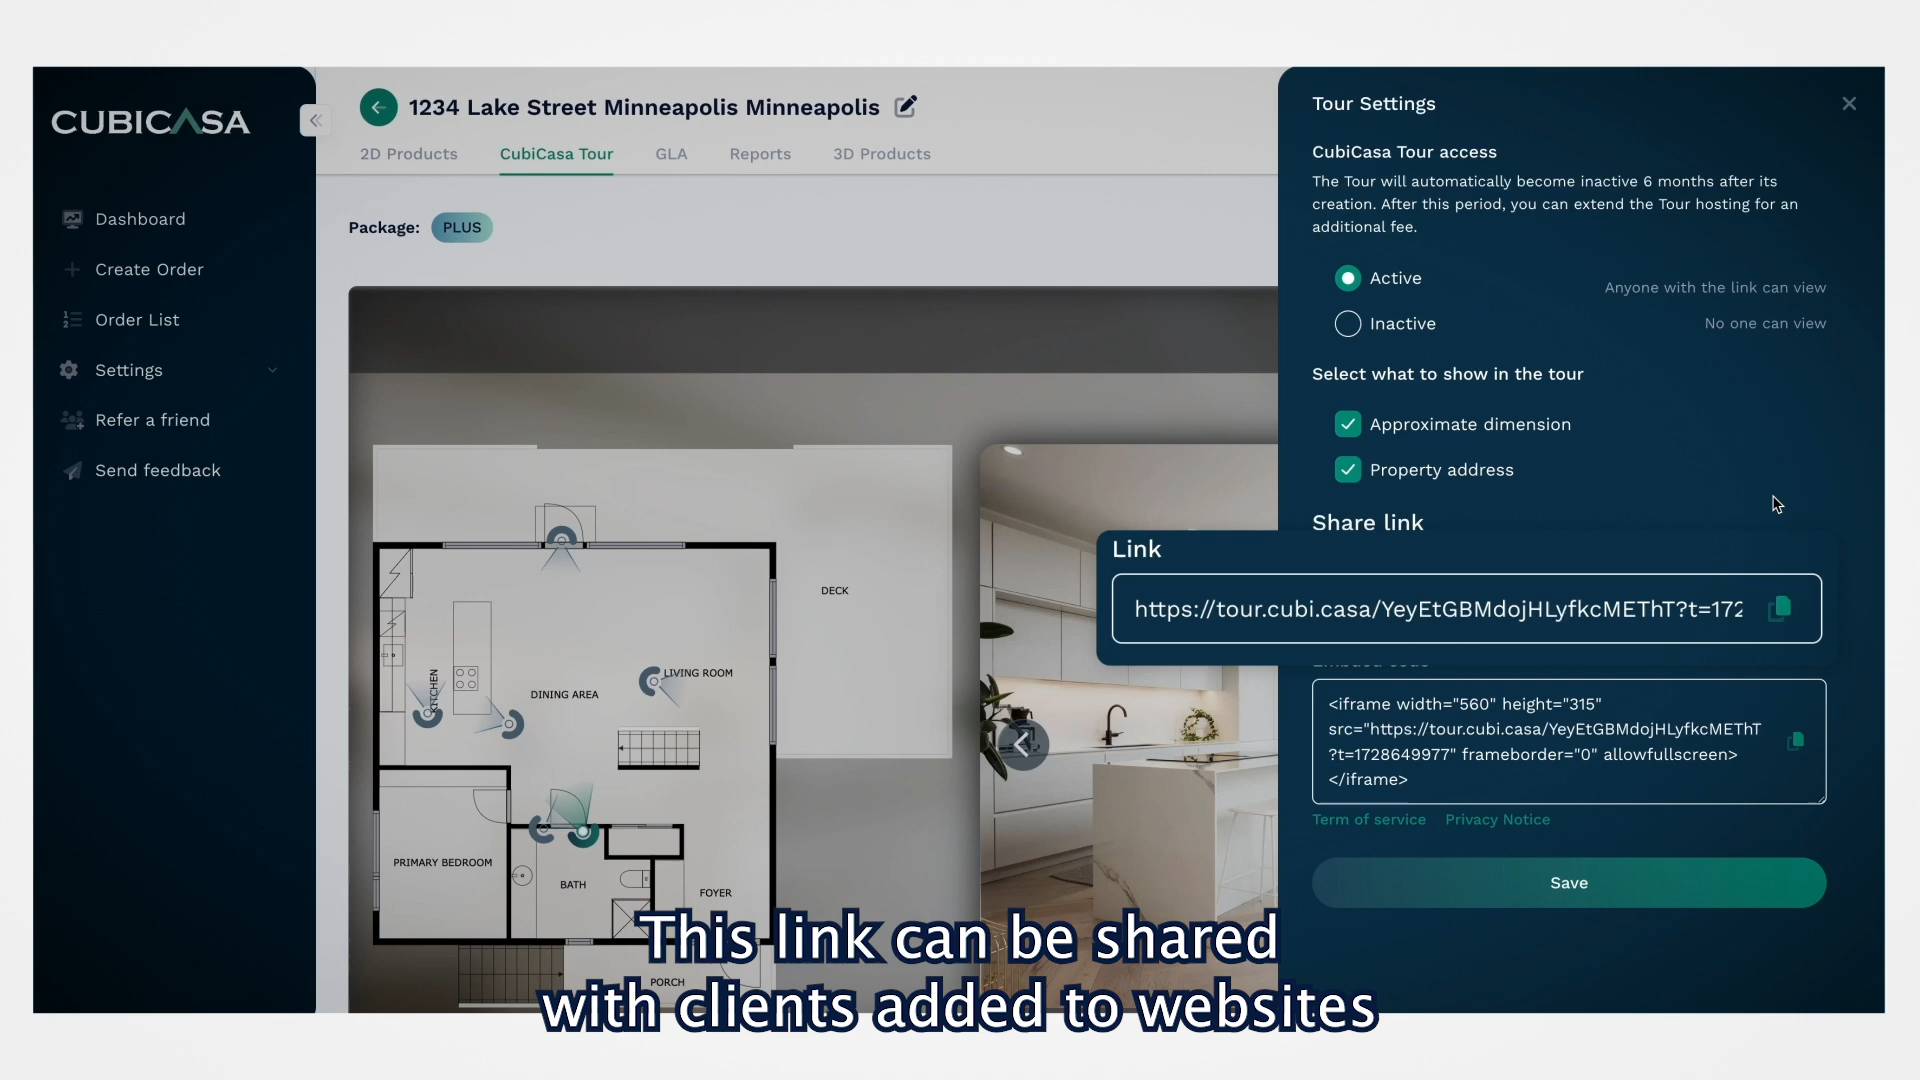 CUBICASA
Dashboard
Create Order
Order List
Settings
Refer a friend
Send feedback
1234 Lake Street Minneapolis Minneapolis
2D Products
CubiCasa Tour
GLA
Reports
3D Products
Package:
PLUS
DECK
KITCHEN
DINING AREA
LIVING ROOM
PRIMARY BEDROOM
BATH
FOYER
PORCH
Tour Settings
CubiCasa Tour access
The Tour will automatically become inactive 6 months after its
creation. After this period, you can extend the Tour hosting for an
additional fee.
Active
Anyone with the link can view
Inactive
No one can view
Select what to show in the tour
Approximate dimension
Property address
Share link
Link
https://tour.cubi.casa/YeyEtGBMdojHLyfkcMEThT?t=172
<iframe width="560" height="315"
src="https://tour.cubi.casa/YeyEtGBMdojHLyfkcMEThT
?t=1728649977" frameborder="0" allowfullscreen>
</iframe>
Term of service
Privacy Notice
Save
This link can be shared
with clients added to websites